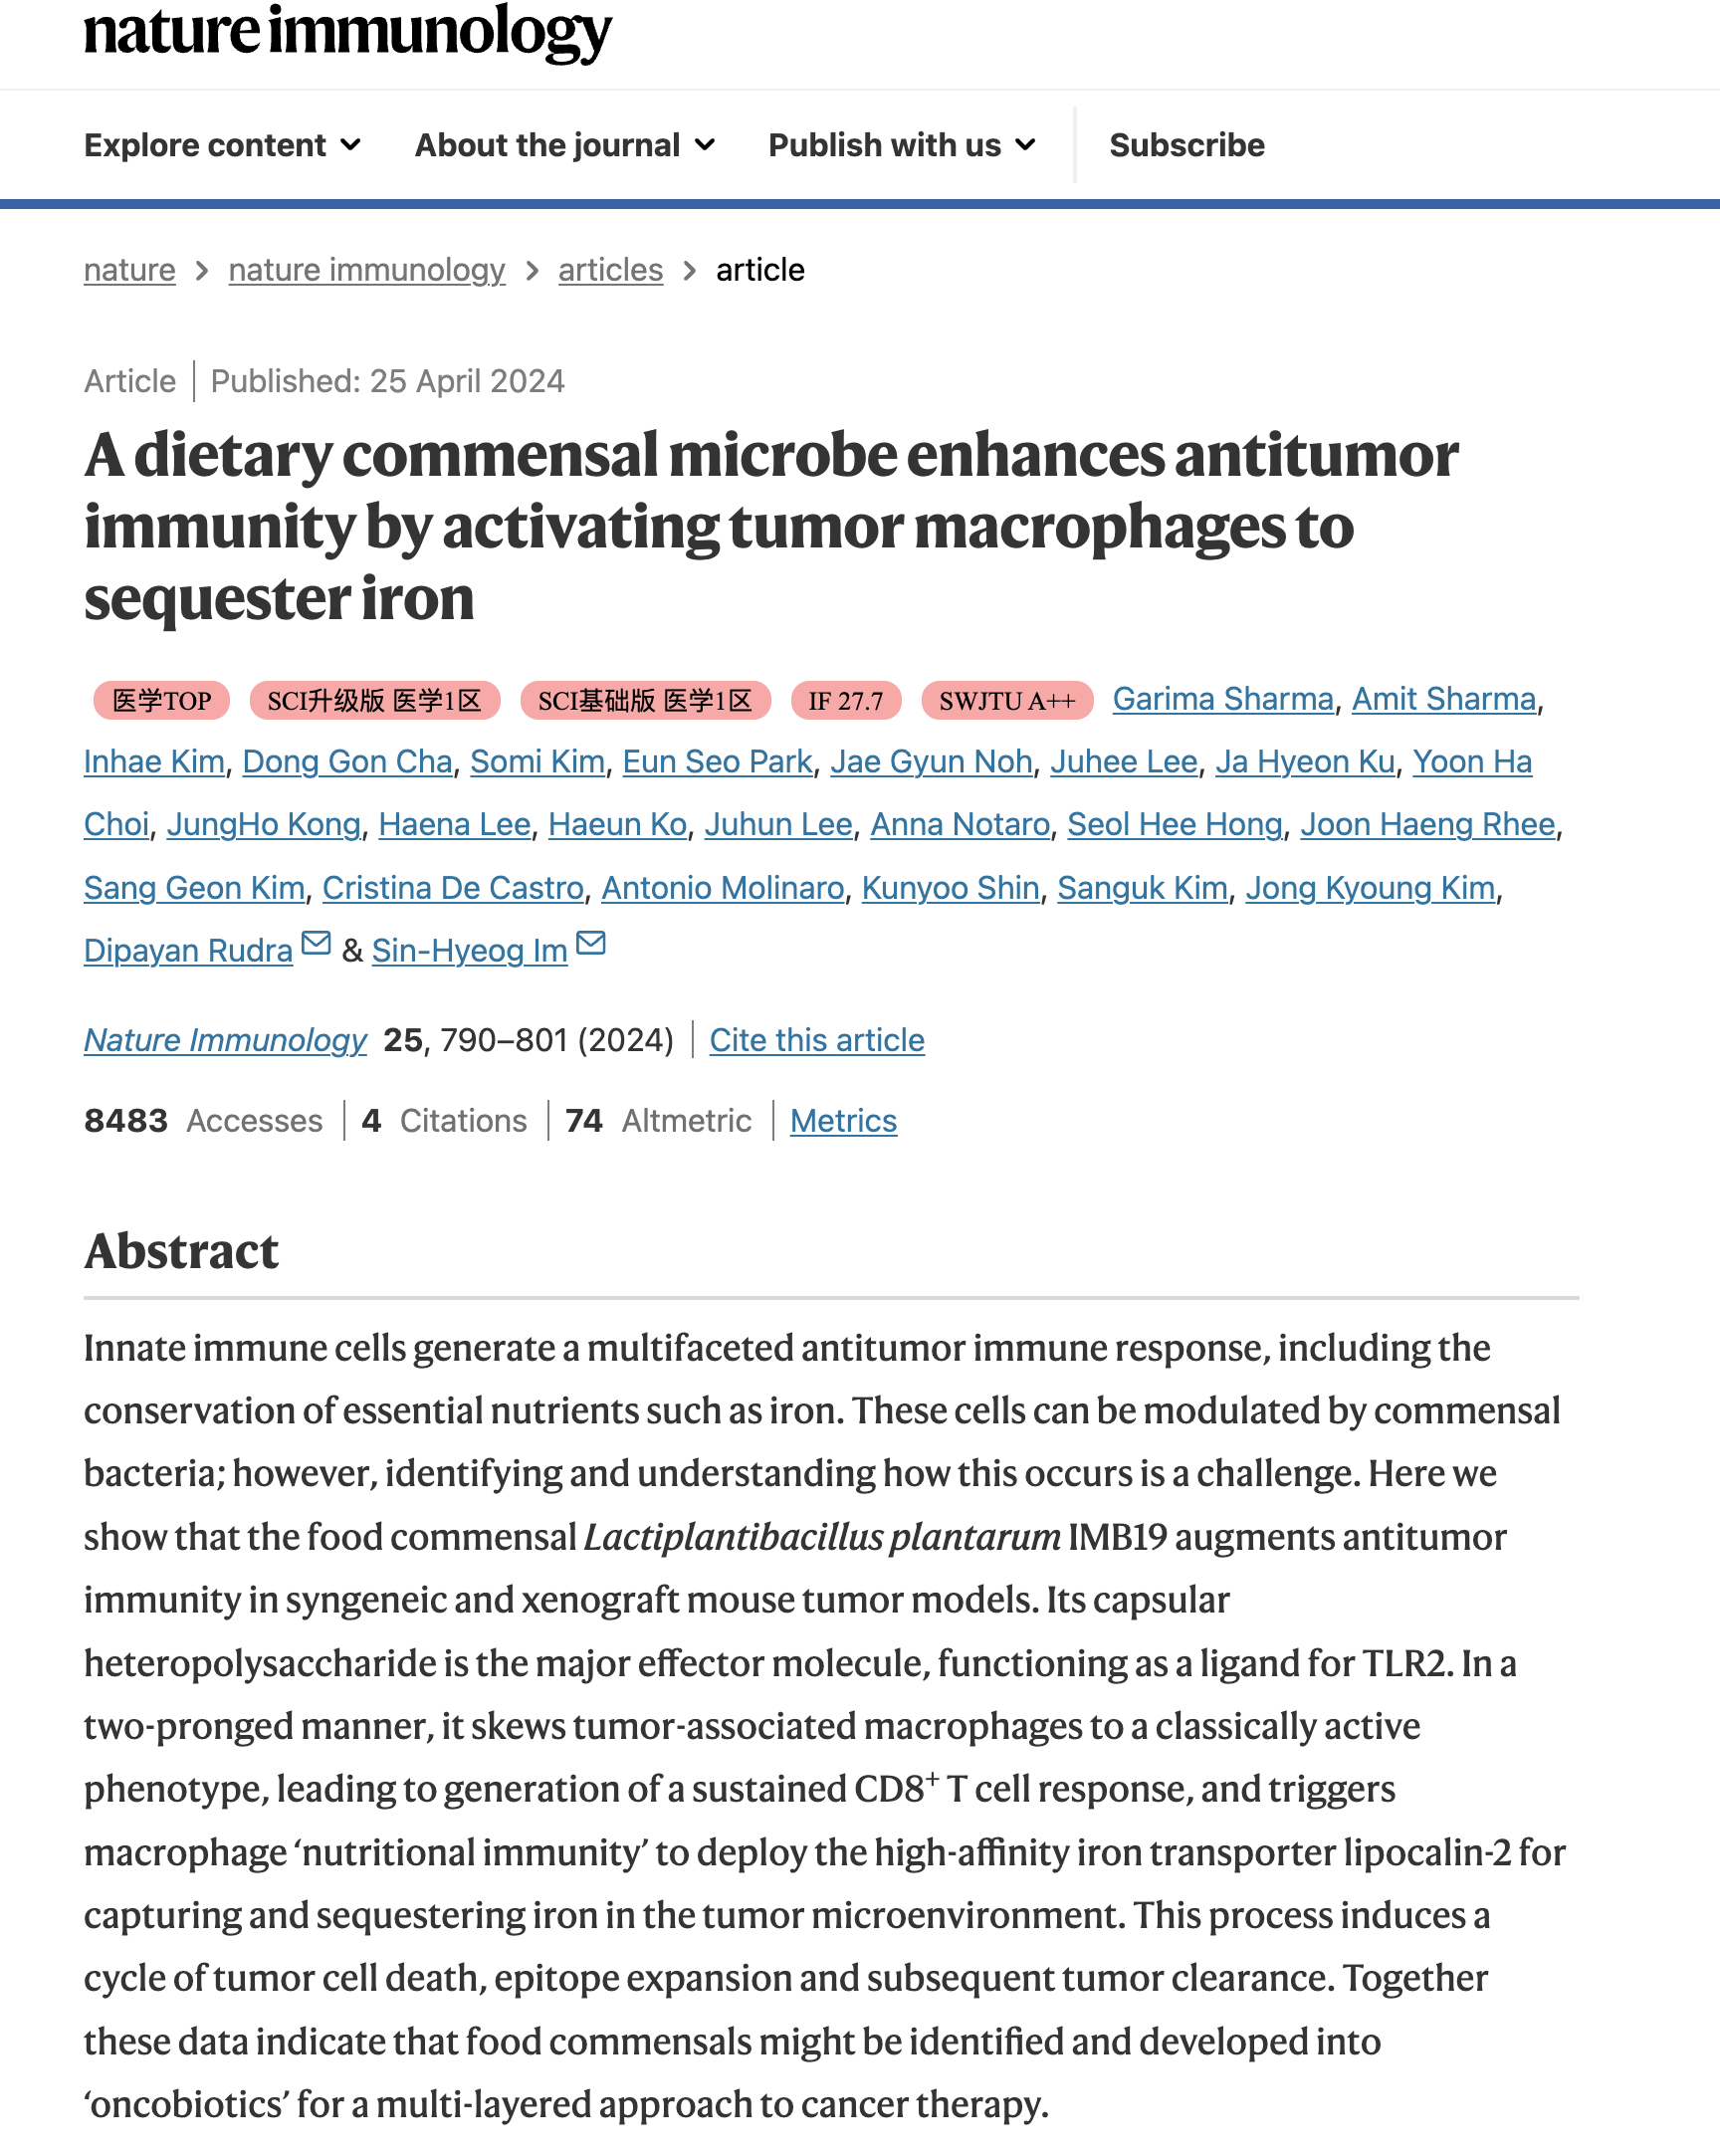 nature immunology
Explore content About the journal Publish with us Subscribe
nature > nature immunology > articles > article
Article | Published: 25 April 2024
A dietary commensal microbe enhances antitumor
immunity by activating tumor macrophages to
sequester iron
医学TOP SCI升级版 医学1区 SCI基础版 医学1区 IF 27.7 SWJTU A++ Garima Sharma, Amit Sharma,
Inhae Kim, Dong Gon Cha, Somi Kim, Eun Seo Park, Jae Gyun Noh, Juhee Lee, Ja Hyeon Ku, Yoon Ha
Choi, JungHo Kong, Haena Lee, Haeun Ko, Juhun Lee, Anna Notaro, Seol Hee Hong, Joon Haeng Rhee,
Sang Geon Kim, Cristina De Castro, Antonio Molinaro, Kunyoo Shin, Sanguk Kim, Jong Kyoung Kim,
Dipayan Rudra & Sin-Hyeog Im
Nature Immunology 25, 790–801 (2024) | Cite this article
8483 Accesses | 4 Citations | 74 Altmetric | Metrics
Abstract
Innate immune cells generate a multifaceted antitumor immune response, including the
conservation of essential nutrients such as iron. These cells can be modulated by commensal
bacteria; however, identifying and understanding how this occurs is a challenge. Here we
show that the food commensal Lactiplantibacillus plantarum IMB19 augments antitumor
immunity in syngeneic and xenograft mouse tumor models. Its capsular
heteropolysaccharide is the major effector molecule, functioning as a ligand for TLR2. In a
two-pronged manner, it skews tumor-associated macrophages to a classically active
phenotype, leading to generation of a sustained CD8⁺ T cell response, and triggers
macrophage ‘nutritional immunity’ to deploy the high-affinity iron transporter lipocalin-2 for
capturing and sequestering iron in the tumor microenvironment. This process induces a
cycle of tumor cell death, epitope expansion and subsequent tumor clearance. Together
these data indicate that food commensals might be identified and developed into
‘oncobiotics’ for a multi-layered approach to cancer therapy.